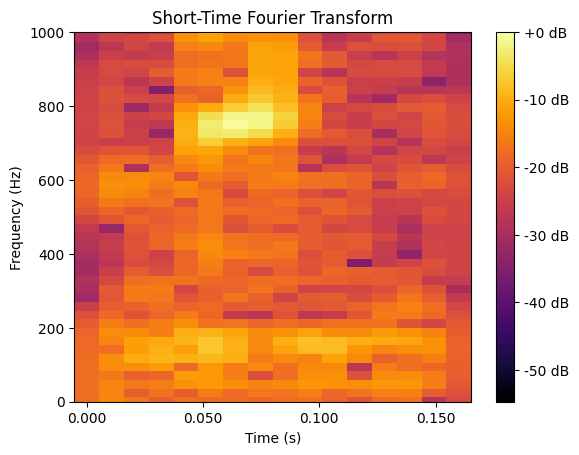 Short-Time Fourier Transform
1000
800
600
400
200
0
Frequency (Hz)
0.000
0.050
0.100
0.150
Time (s)
+0 dB
-10 dB
-20 dB
-30 dB
-40 dB
-50 dB